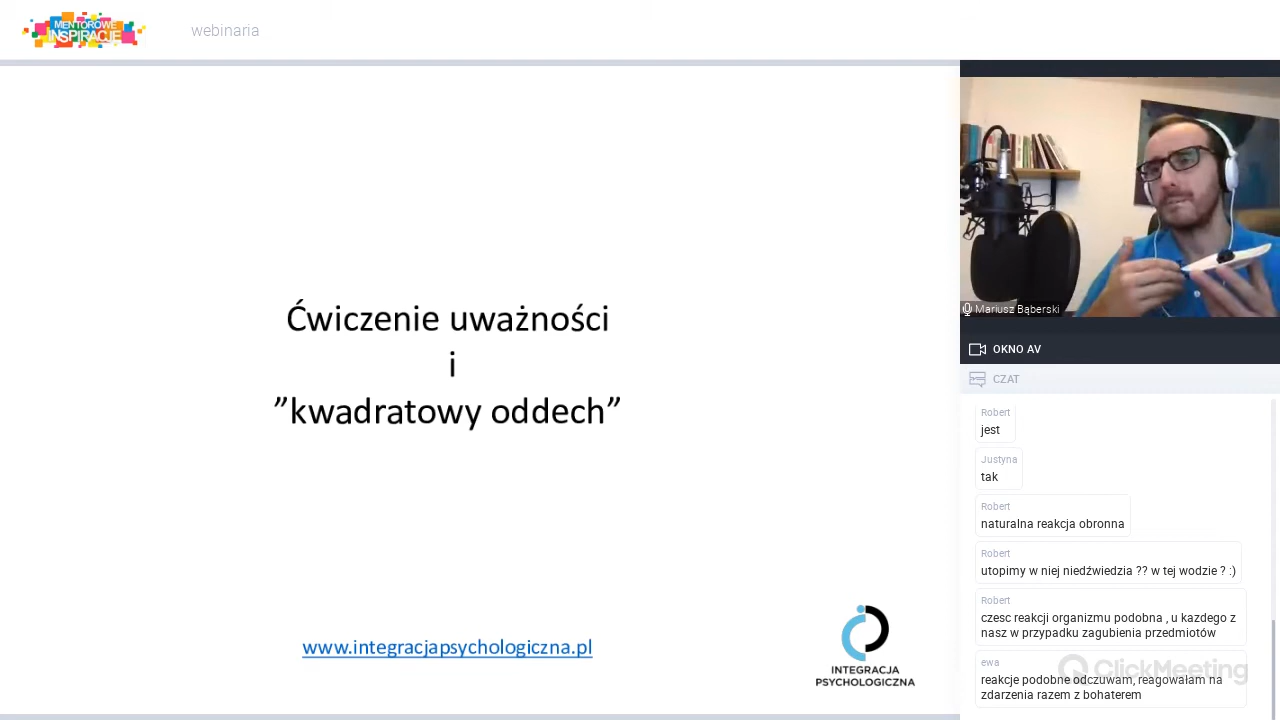 MENTOROWE
INSPIRACJE
webinaria
Ćwiczenie uważności
i
”kwadratowy oddech”
www.integracjapsychologiczna.pl
INTEGRACJA
PSYCHOLOGICZNA
Mariusz Bąberski
OKNO AV
CZAT
Robert
jest
Justyna
tak
Robert
naturalna reakcja obronna
Robert
utopimy w niej niedźwiedzia ?? w tej wodzie ? :)
Robert
czesc reakcji organizmu podobna , u kazdego z
nasz w przypadku zagubienia przedmiotów
ewa
reakcje podobne odczuwam, reagowałam na
zdarzenia razem z bohaterem
ClickMeeting